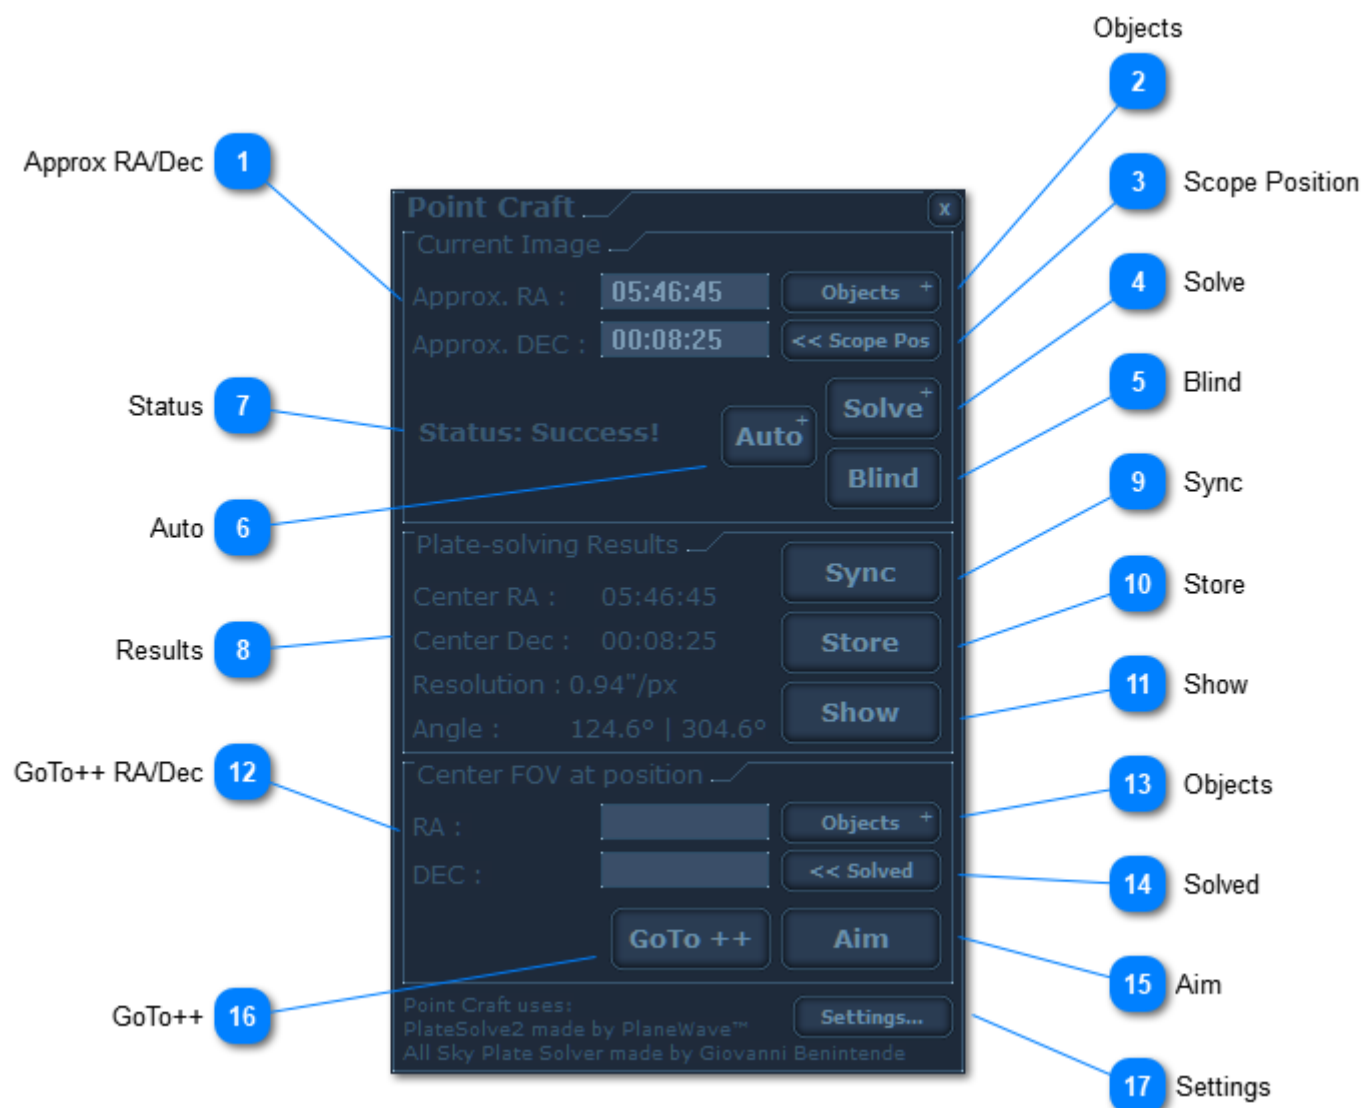 Objects
2
Approx RA/Dec
1
3
Scope Position
Point Craft
x
Current Image
Approx. RA :
05:46:45
Objects +
4
Solve
Approx. DEC :
00:08:25
<< Scope Pos
5
Blind
Status
7
Status: Success!
Auto +
Solve +
Blind
9
Sync
Auto
6
Plate-solving Results
Sync
Center RA :
05:46:45
10
Store
Center Dec :
00:08:25
Store
Results
8
Resolution : 0.94"/px
11
Show
Angle :
124.6° | 304.6°
Show
GoTo++ RA/Dec
12
Center FOV at position
13
Objects
RA :
Objects +
DEC :
<< Solved
14
Solved
GoTo ++
Aim
15
Aim
GoTo++
16
Point Craft uses:
PlateSolve2 made by PlaneWave™
All Sky Plate Solver made by Giovanni Benintende
Settings...
17
Settings